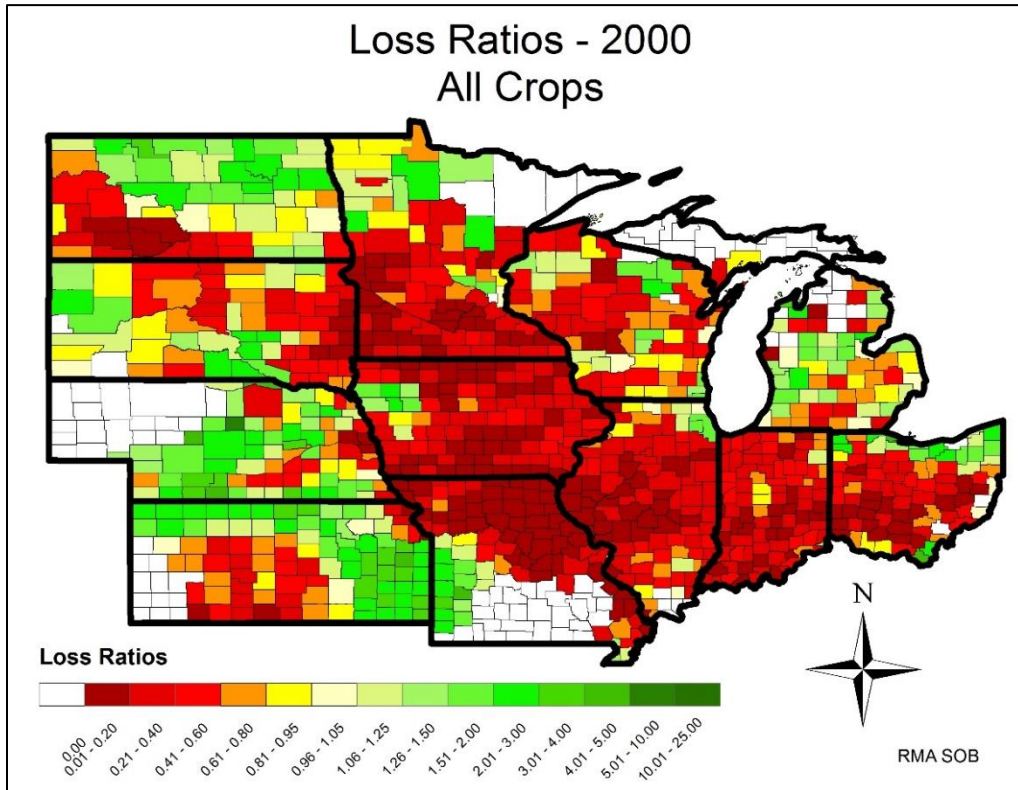 Loss Ratios - 2000
All Crops
N
Loss Ratios
0.00
0.01 - 0.20
0.21 - 0.40
0.41 - 0.60
0.61 - 0.80
0.81 - 0.95
0.96 - 1.05
1.06 - 1.25
1.26 - 1.50
1.51 - 2.00
2.01 - 3.00
3.01 - 4.00
4.01 - 5.00
5.01 - 10.00
10.01 - 25.00
RMA SOB